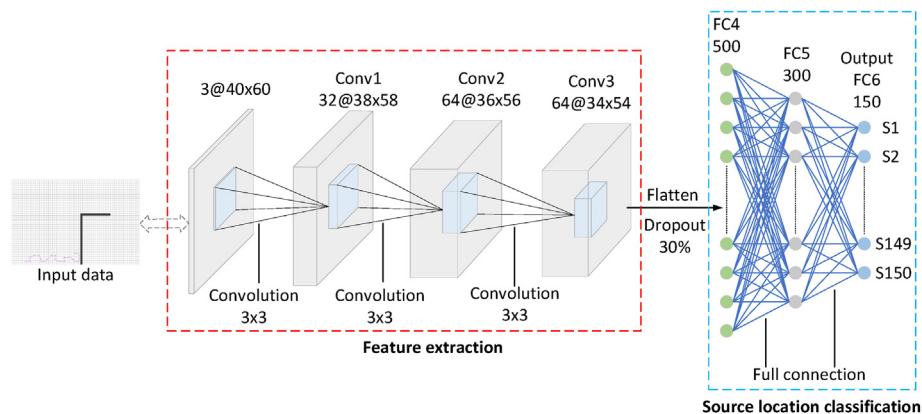 Input data
3@40x60
Conv1
32@38x58
Conv2
64@36x56
Conv3
64@34x54
Convolution
3x3
Convolution
3x3
Convolution
3x3
Feature extraction
Flatten
Dropout
30%
FC4
500
FC5
300
Output
FC6
150
S1
S2
S149
S150
Full connection
Source location classification